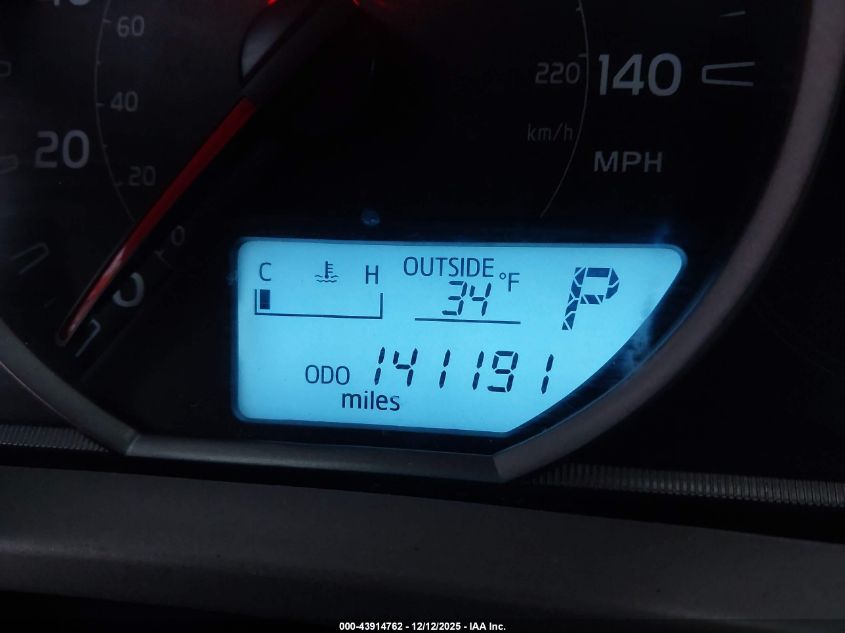 60
40
20
20
0
0
220
140
km/h
MPH
C
H
OUTSIDE
34 °F
P
ODO 141191
miles
000-43914762 - 12/12/2025 - IAA Inc.